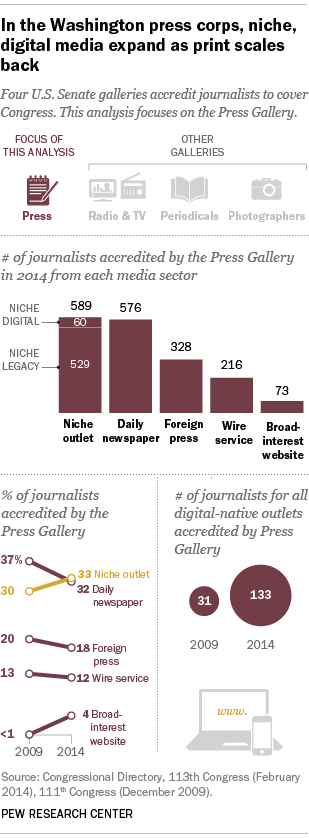 In the Washington press corps, niche,
digital media expand as print scales
back
Four U.S. Senate galleries accredit journalists to cover
Congress. This analysis focuses on the Press Gallery.
FOCUS OF
THIS ANALYSIS
OTHER
GALLERIES
Press
Radio & TV
Periodicals
Photographers
# of journalists accredited by the Press Gallery
in 2014 from each media sector
NICHE
DIGITAL
NICHE
LEGACY
589
60
529
576
328
216
73
Niche
outlet
Daily
newspaper
Foreign
press
Wire
service
Broad-
interest
website
% of journalists
accredited by the
Press Gallery
37%
30
20
13
<1
33 Niche outlet
32 Daily
newspaper
18 Foreign
press
12 Wire service
4 Broad-
interest
website
2009 2014
# of journalists for all
digital-native outlets
accredited by Press
Gallery
31
133
2009
2014
www.
Source: Congressional Directory, 113th Congress (February
2014), 111th Congress (December 2009).
PEW RESEARCH CENTER